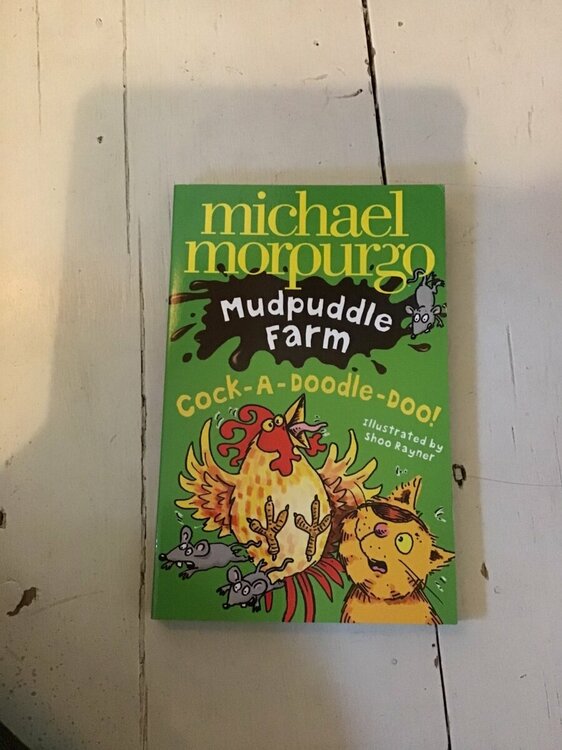 michael
morpurgo
Mudpuddle
Farm
Cock-A-Doodle-Doo!
Illustrated by
Shoo Rayner